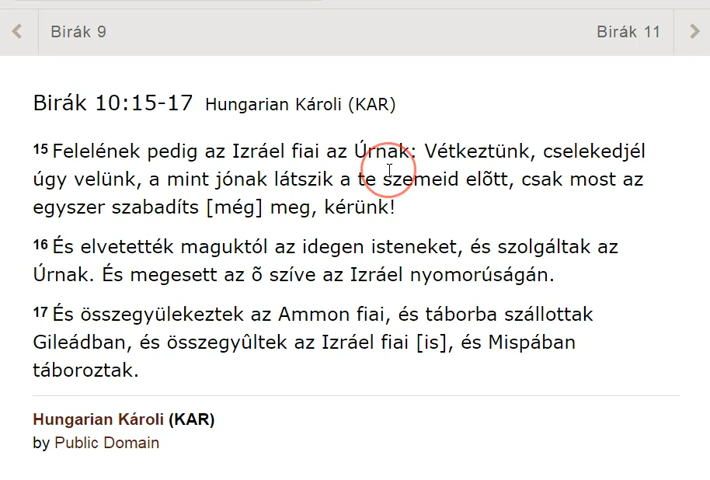 Birák 9 Birák 11
Birák 10:15-17 Hungarian Károli (KAR)
15 Felelének pedig az Izráel fiai az Úrnak: Vétkeztünk, cselekedjél
úgy velünk, a mint jónak látszik a te szemeid elõtt, csak most az
egyszer szabadíts [még] meg, kérünk!
16 És elvetették maguktól az idegen isteneket, és szolgáltak az
Úrnak. És megesett az õ szíve az Izráel nyomorúságán.
17 És összegyülekeztek az Ammon fiai, és táborba szállottak
Gileádban, és összegyûltek az Izráel fiai [is], és Mispában
táboroztak.
Hungarian Károli (KAR)
by Public Domain